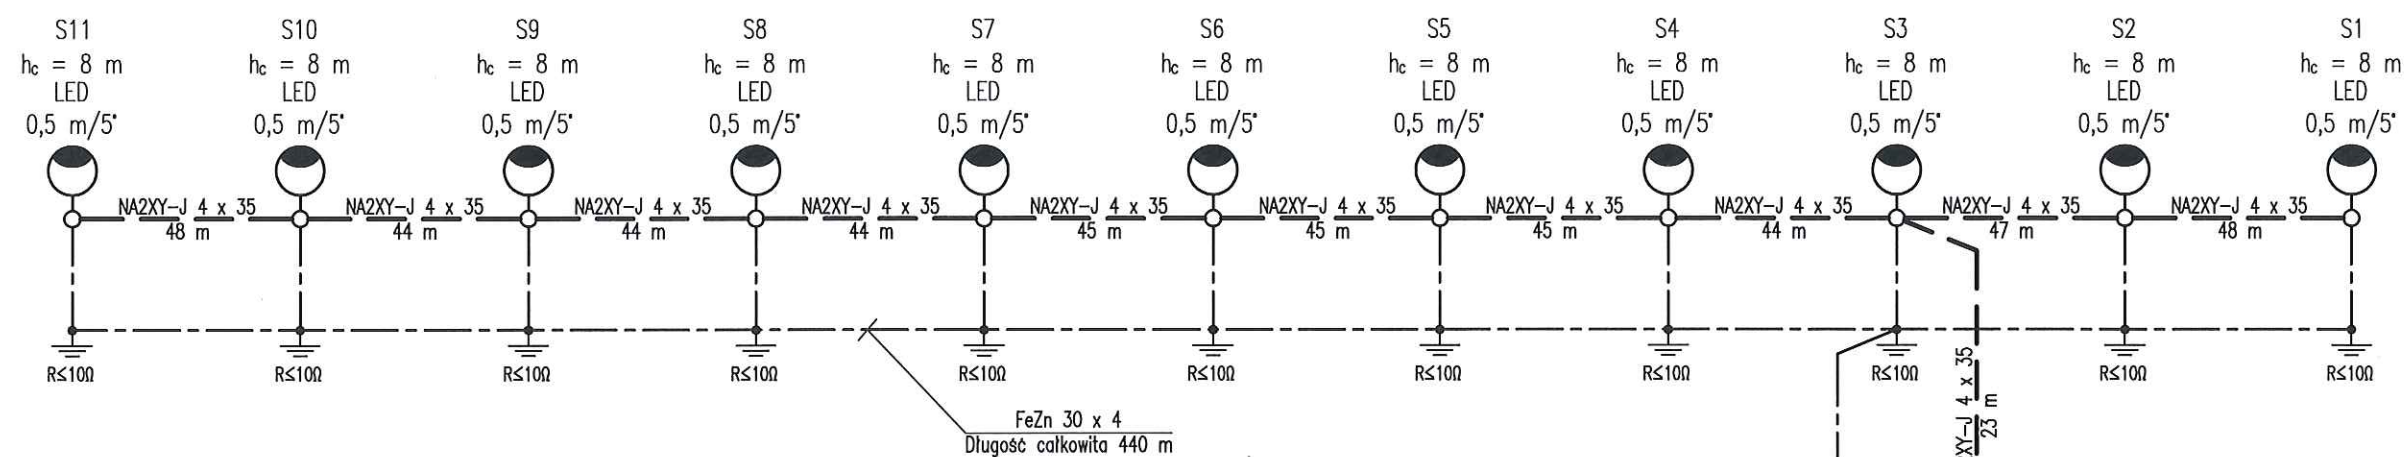 S11 S10 S9 S8 S7 S6 S5 S4 S3 S2 S1
hc = 8 m hc = 8 m hc = 8 m hc = 8 m hc = 8 m hc = 8 m hc = 8 m hc = 8 m hc = 8 m hc = 8 m hc = 8 m
LED LED LED LED LED LED LED LED LED LED LED
0,5 m/5° 0,5 m/5° 0,5 m/5° 0,5 m/5° 0,5 m/5° 0,5 m/5° 0,5 m/5° 0,5 m/5° 0,5 m/5° 0,5 m/5° 0,5 m/5°
NA2XY-J 4 x 35 NA2XY-J 4 x 35 NA2XY-J 4 x 35 NA2XY-J 4 x 35 NA2XY-J 4 x 35 NA2XY-J 4 x 35 NA2XY-J 4 x 35 NA2XY-J 4 x 35 NA2XY-J 4 x 35 NA2XY-J 4 x 35
48 m 44 m 44 m 44 m 45 m 45 m 45 m 44 m 47 m 48 m
R≤10Ω R≤10Ω R≤10Ω R≤10Ω R≤10Ω R≤10Ω R≤10Ω R≤10Ω R≤10Ω R≤10Ω
XY-J 4 x 35
23 m
FeZn 30 x 4
Długość całkowita 440 m